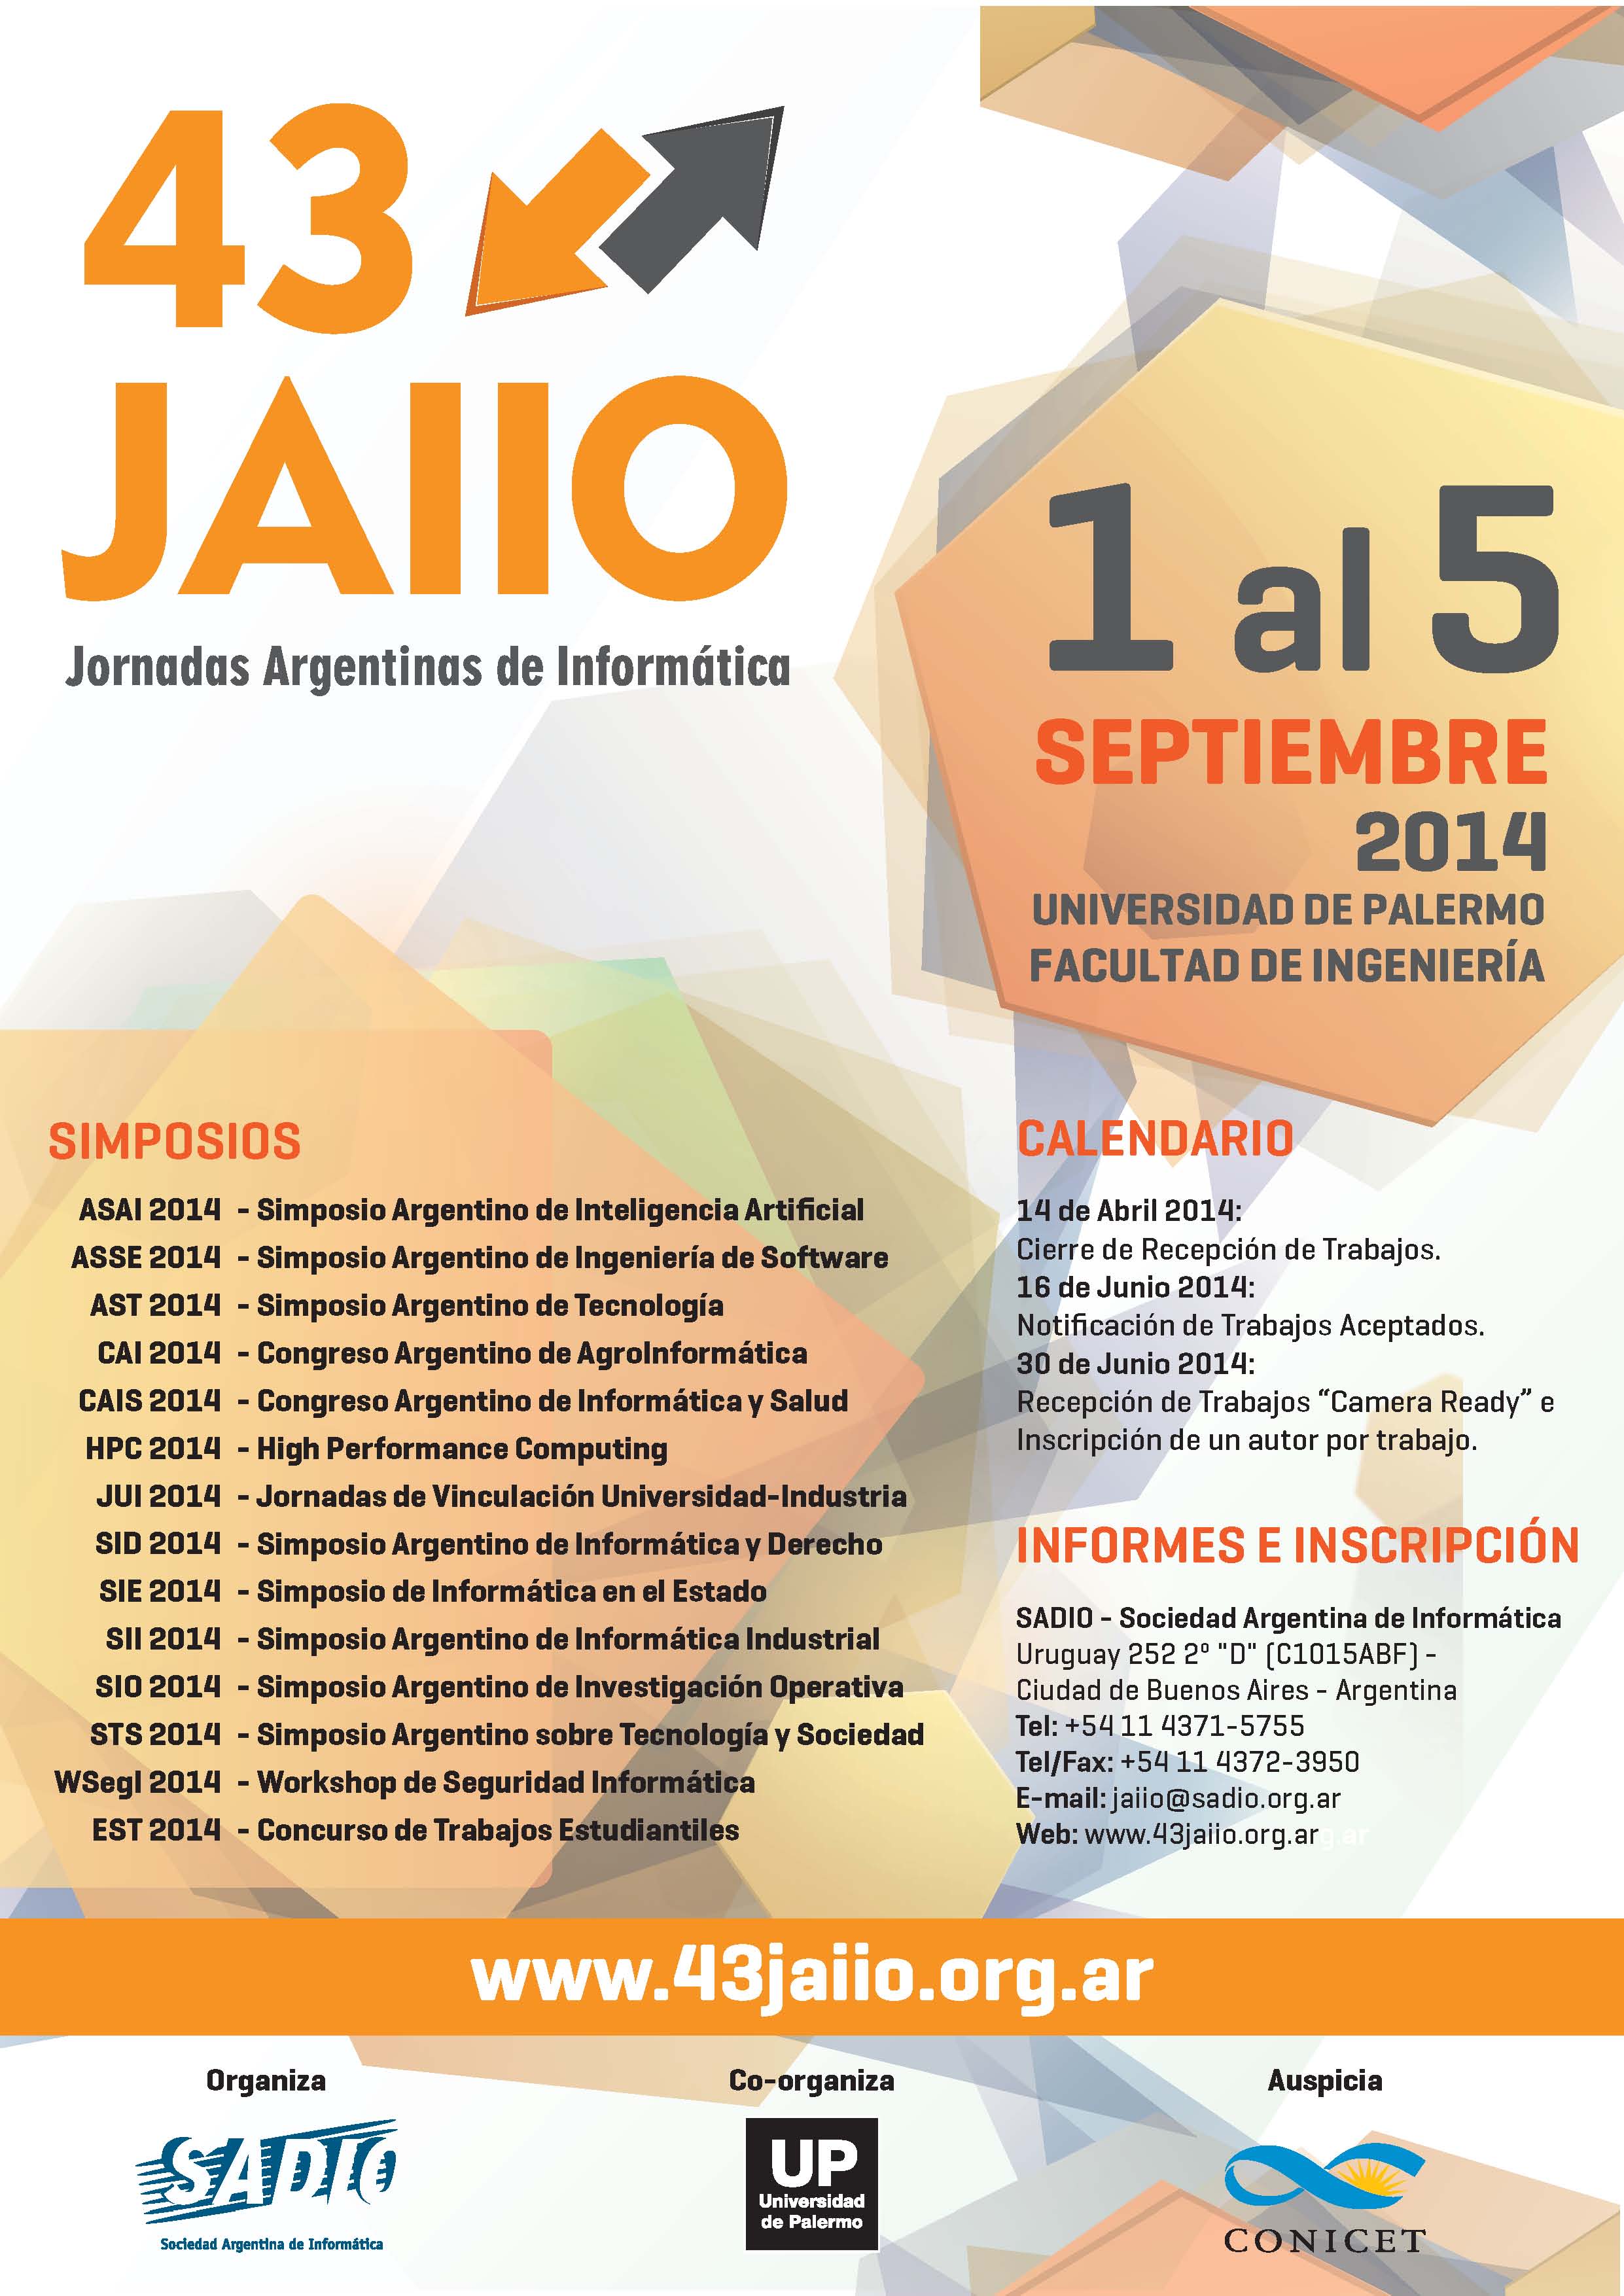 43
JAIIO
Jornadas Argentinas de Informática
1 al 5
SEPTIEMBRE
2014
UNIVERSIDAD DE PALERMO
FACULTAD DE INGENIERÍA
SIMPOSIOS
ASAI 2014 - Simposio Argentino de Inteligencia Artificial
ASSE 2014 - Simposio Argentino de Ingeniería de Software
AST 2014 - Simposio Argentino de Tecnología
CAI 2014 - Congreso Argentino de AgroInformática
CAIS 2014 - Congreso Argentino de Informática y Salud
HPC 2014 - High Performance Computing
JUI 2014 - Jornadas de Vinculación Universidad-Industria
SID 2014 - Simposio Argentino de Informática y Derecho
SIE 2014 - Simposio de Informática en el Estado
SII 2014 - Simposio Argentino de Informática Industrial
SIO 2014 - Simposio Argentino de Investigación Operativa
STS 2014 - Simposio Argentino sobre Tecnología y Sociedad
WSegI 2014 - Workshop de Seguridad Informática
EST 2014 - Concurso de Trabajos Estudiantiles
CALENDARIO
14 de Abril 2014:
Cierre de Recepción de Trabajos.
16 de Junio 2014:
Notificación de Trabajos Aceptados.
30 de Junio 2014:
Recepción de Trabajos “Camera Ready” e
Inscripción de un autor por trabajo.
INFORMES E INSCRIPCIÓN
SADIO - Sociedad Argentina de Informática
Uruguay 252 2º "D" (C1015ABF) -
Ciudad de Buenos Aires - Argentina
Tel: +54 11 4371-5755
Tel/Fax: +54 11 4372-3950
E-mail: jaiio@sadio.org.ar
Web: www.43jaiio.org.arg.ar
www.43jaiio.org.ar
Organiza
SADIO
Sociedad Argentina de Informática
Co-organiza
UP
Universidad
de Palermo
Auspicia
CONICET